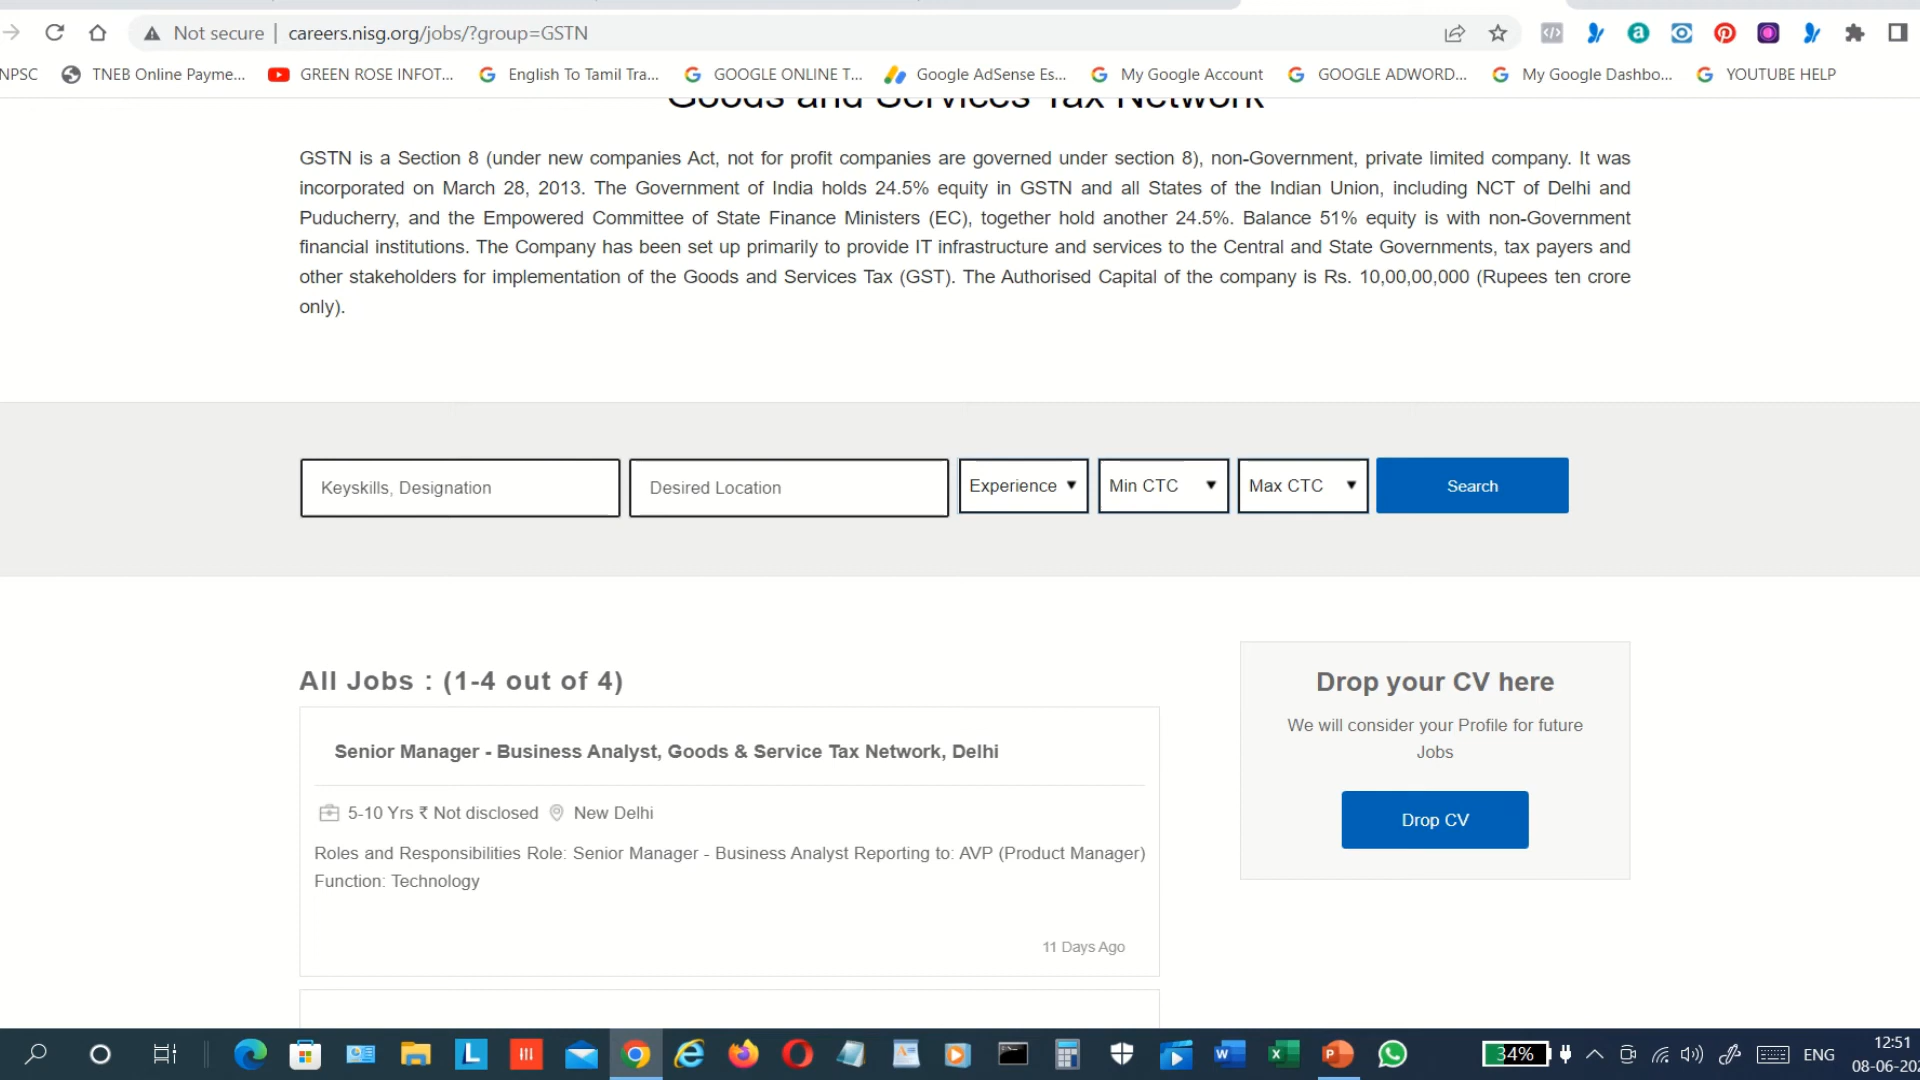 Not secure | careers.nisg.org/jobs/?group=GSTN
NPSC TNEB Online Payme... GREEN ROSE INFOT... English To Tamil Tra... GOOGLE ONLINE T... Google AdSense Es... My Google Account GOOGLE ADWORD... My Google Dashbo... YOUTUBE HELP
Goods and Services Tax Network
GSTN is a Section 8 (under new companies Act, not for profit companies are governed under section 8), non-Government, private limited company. It was
incorporated on March 28, 2013. The Government of India holds 24.5% equity in GSTN and all States of the Indian Union, including NCT of Delhi and
Puducherry, and the Empowered Committee of State Finance Ministers (EC), together hold another 24.5%. Balance 51% equity is with non-Government
financial institutions. The Company has been set up primarily to provide IT infrastructure and services to the Central and State Governments, tax payers and
other stakeholders for implementation of the Goods and Services Tax (GST). The Authorised Capital of the company is Rs. 10,00,00,000 (Rupees ten crore
only).
Keyskills, Designation Desired Location Experience Min CTC Max CTC Search
All Jobs : (1-4 out of 4)
Senior Manager - Business Analyst, Goods & Service Tax Network, Delhi
5-10 Yrs ₹ Not disclosed New Delhi
Roles and Responsibilities Role: Senior Manager - Business Analyst Reporting to: AVP (Product Manager)
Function: Technology
11 Days Ago
Drop your CV here
We will consider your Profile for future
Jobs
Drop CV
34% ENG
12:51
08-06-202